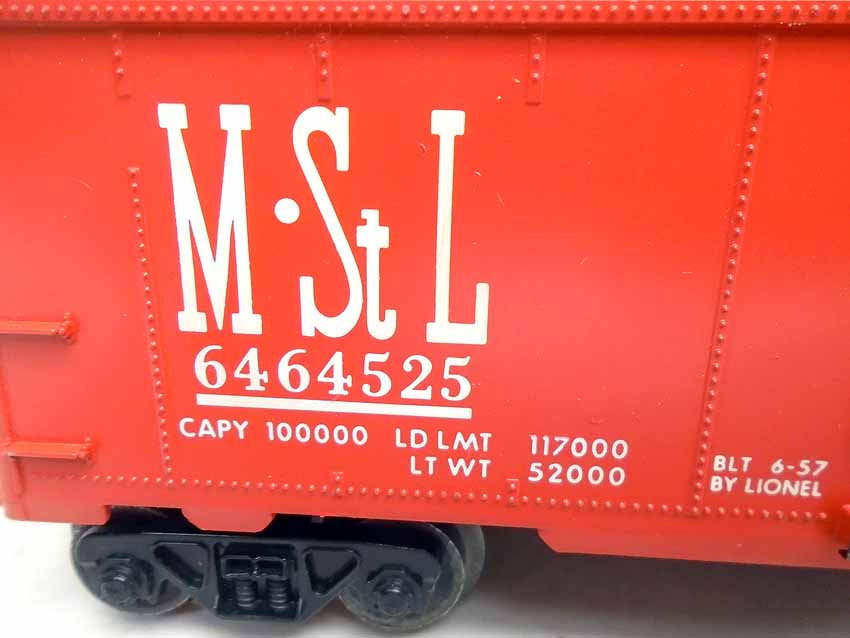 M·St L
6464525
CAPY 100000 LD LMT 117000
LT WT 52000
BLT 6-57
BY LIONEL